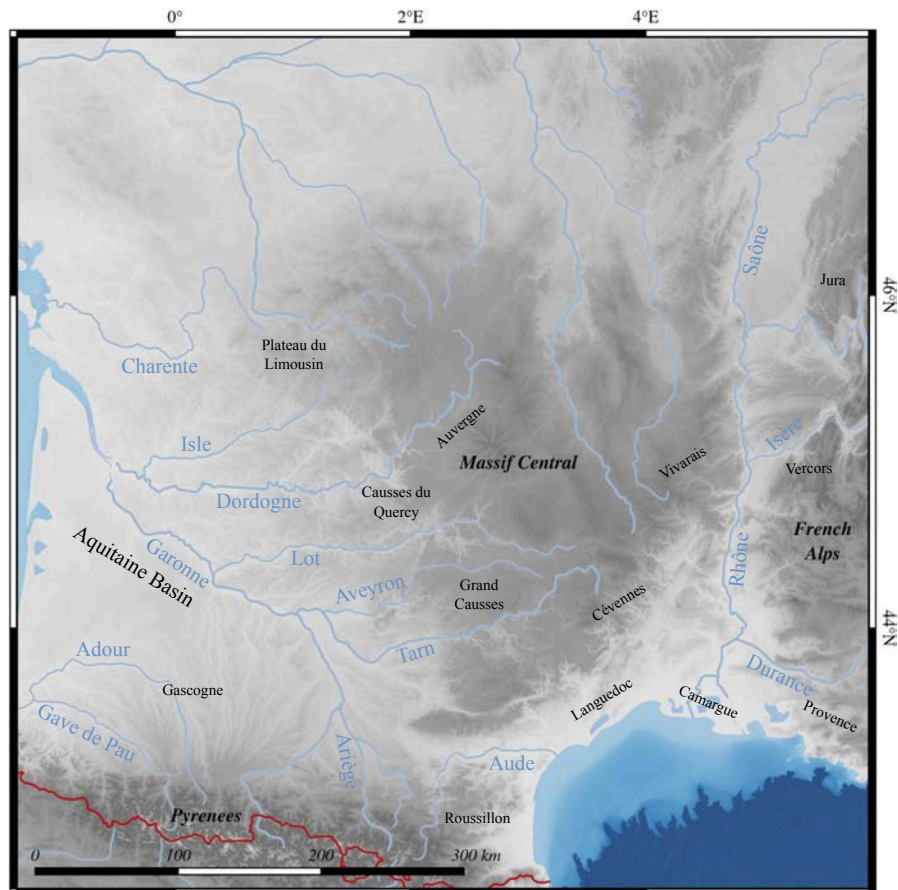 0°
2°E
4°E
Saône
Jura
46°N
Plateau du
Limousin
Charente
Auvergne
Isère
Isle
Massif Central
Vivarais
Vercors
Dordogne
Causses du
Quercy
French
Alps
Aquitaine Basin
Garonne
Lot
Rhône
Aveyron
Grand
Causses
Cévennes
44°N
Adour
Tarn
Durance
Gascogne
Languedoc
Camargue
Provence
Gave de Pau
Ariège
Aude
Pyrenees
Roussillon
0
100
200
300 km